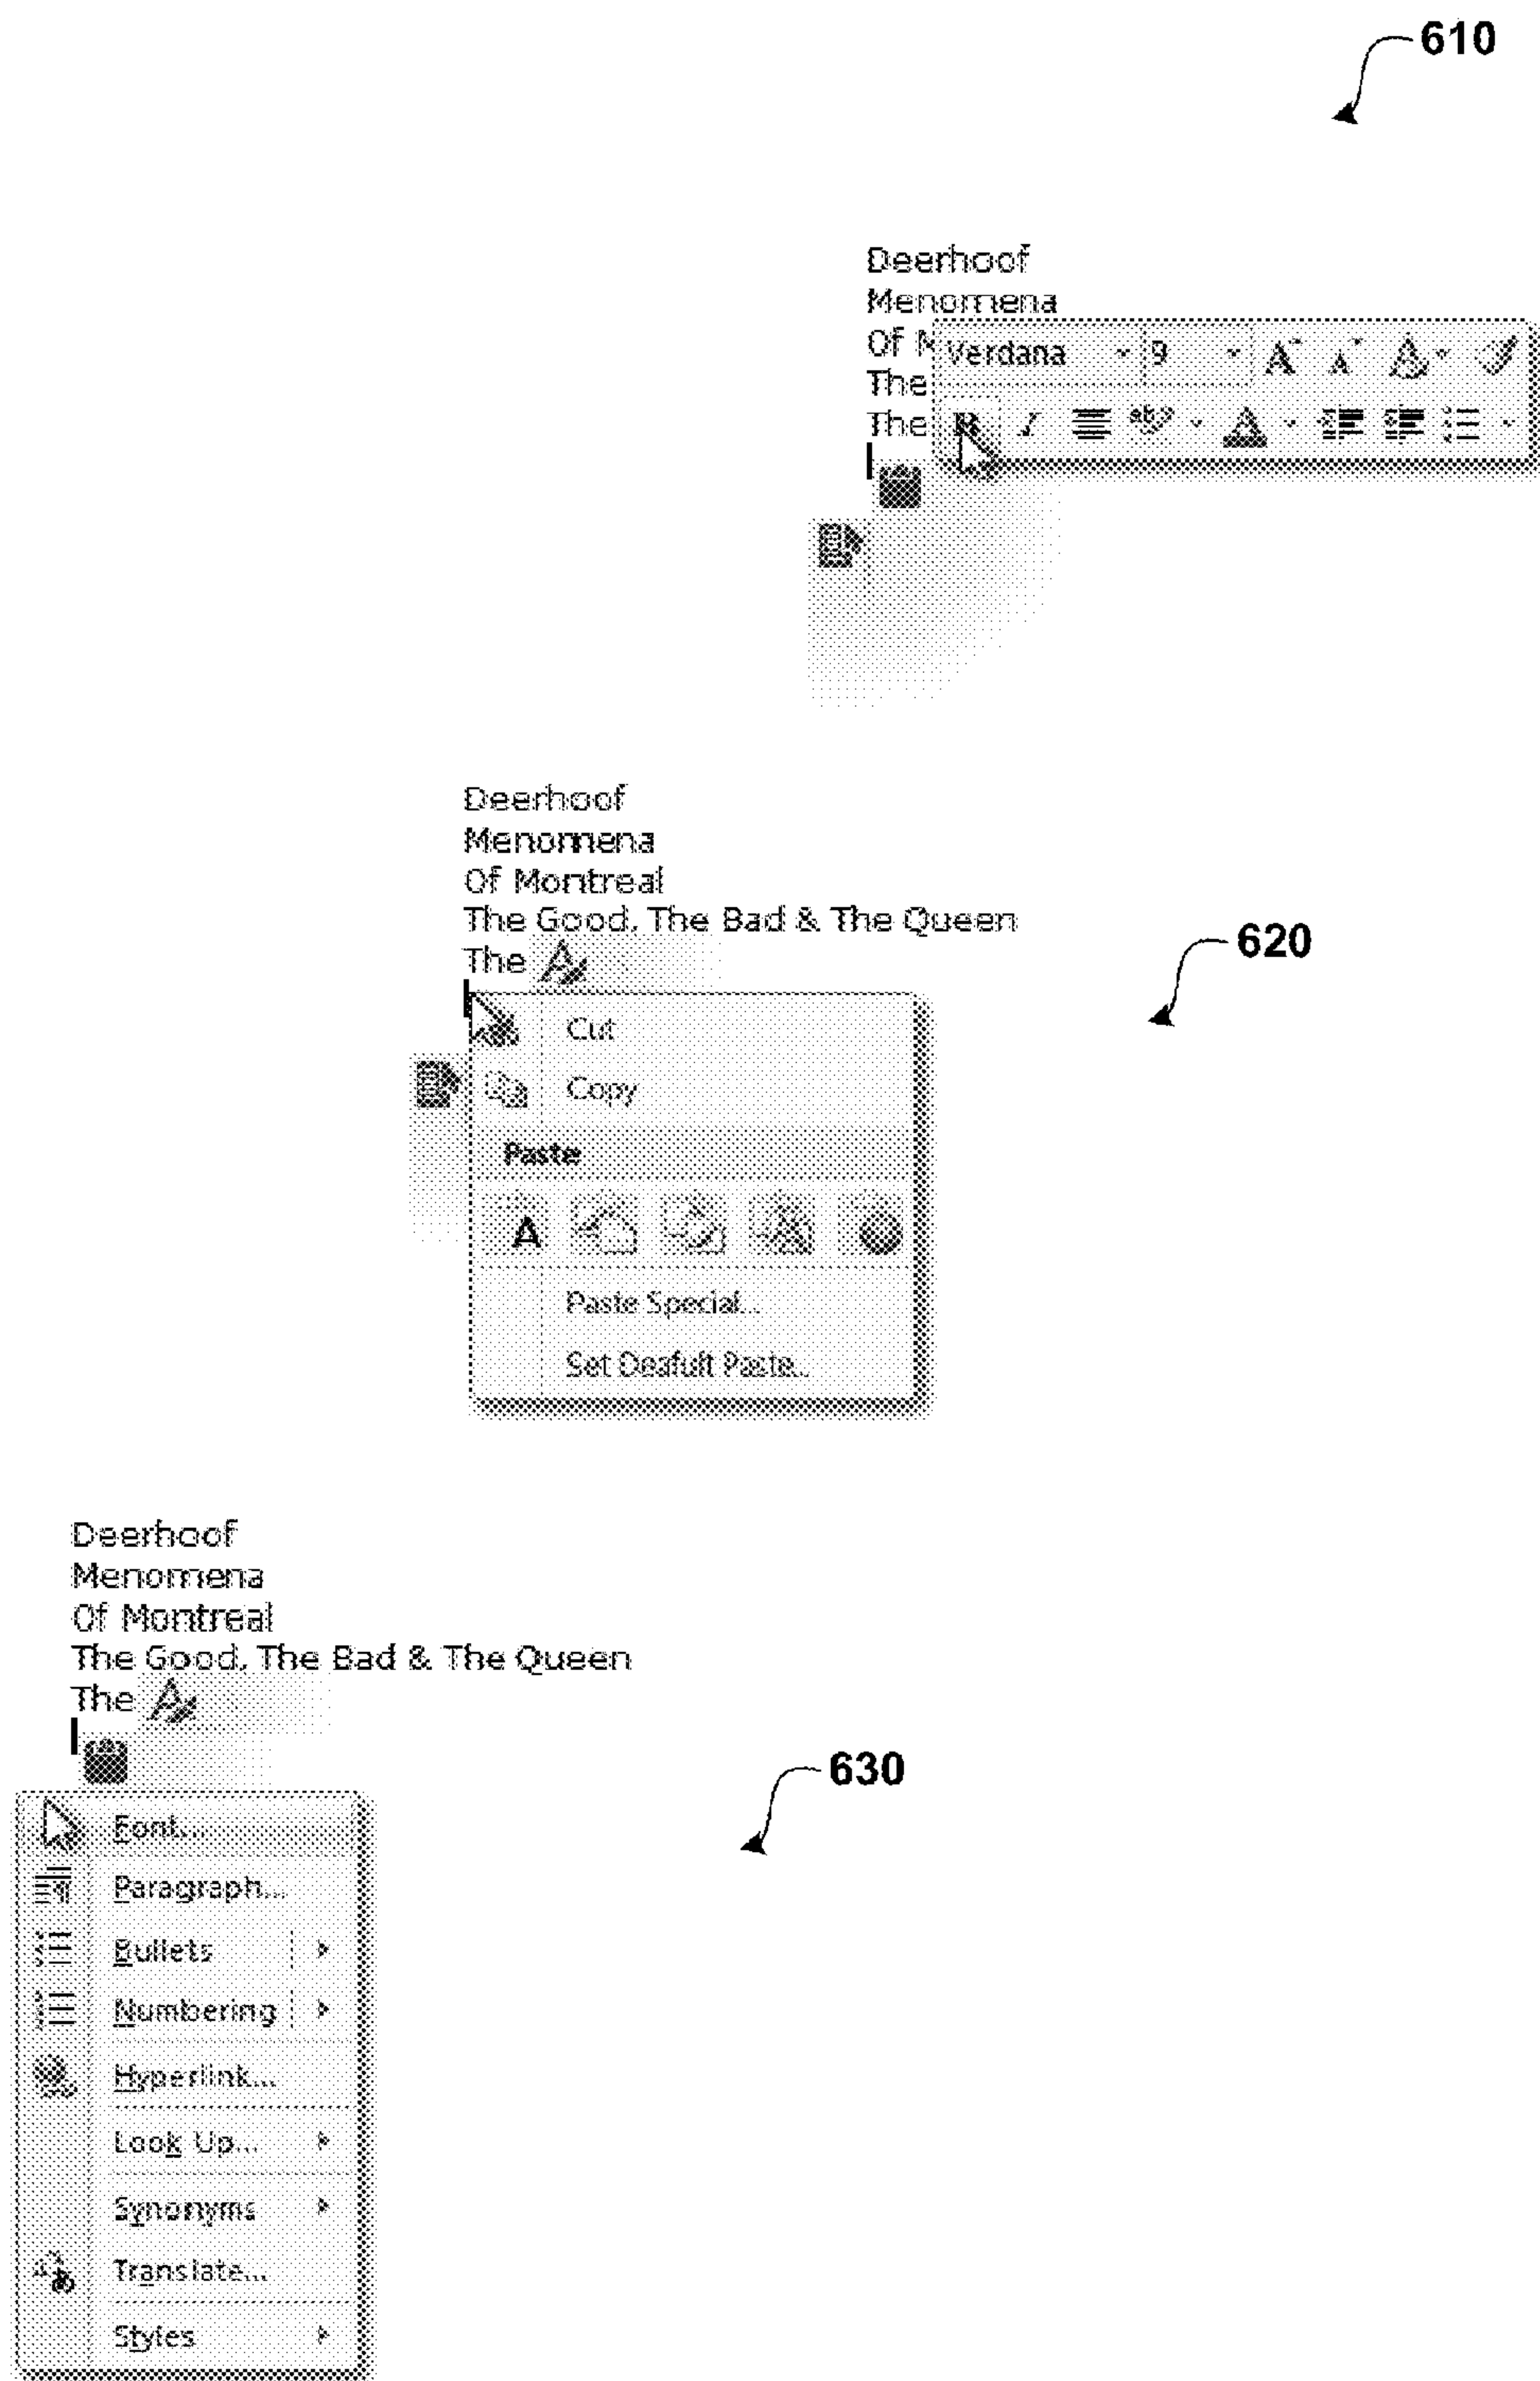 610
Deerhoof
Menomena
Of M
Verdana 9
The
The B I ab
620
Deerhoof
Menomena
Of Montreal
The Good, The Bad & The Queen
The A
Cut
Copy
Paste
A
Paste Special...
Set Deafult Paste...
630
Deerhoof
Menomena
Of Montreal
The Good, The Bad & The Queen
The A
Font...
Paragraph...
Bullets
Numbering
Hyperlink...
Look Up...
Synonyms
Translate...
Styles